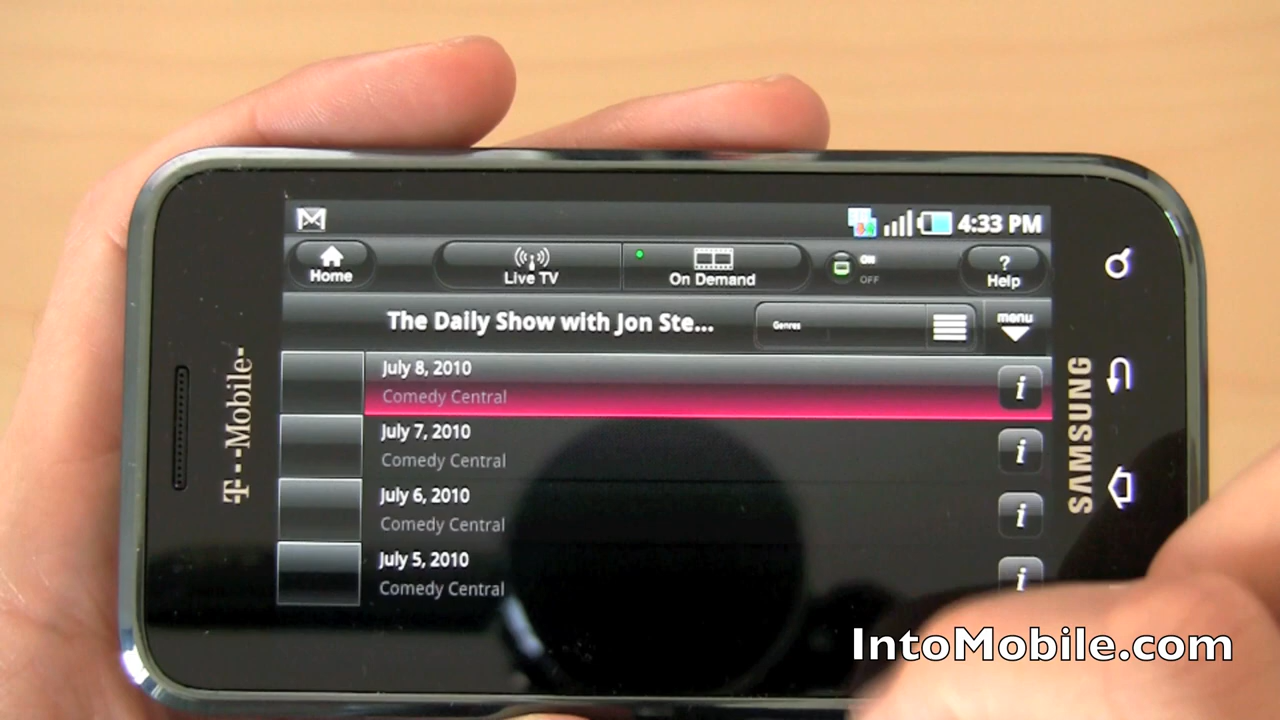 4:33 PM
Home
Live TV
On Demand
ON
OFF
?
Help
The Daily Show with Jon Ste...
Genres
menu
July 8, 2010
Comedy Central
i
July 7, 2010
Comedy Central
i
July 6, 2010
Comedy Central
i
July 5, 2010
Comedy Central
i
T--Mobile-
SAMSUNG
IntoMobile.com